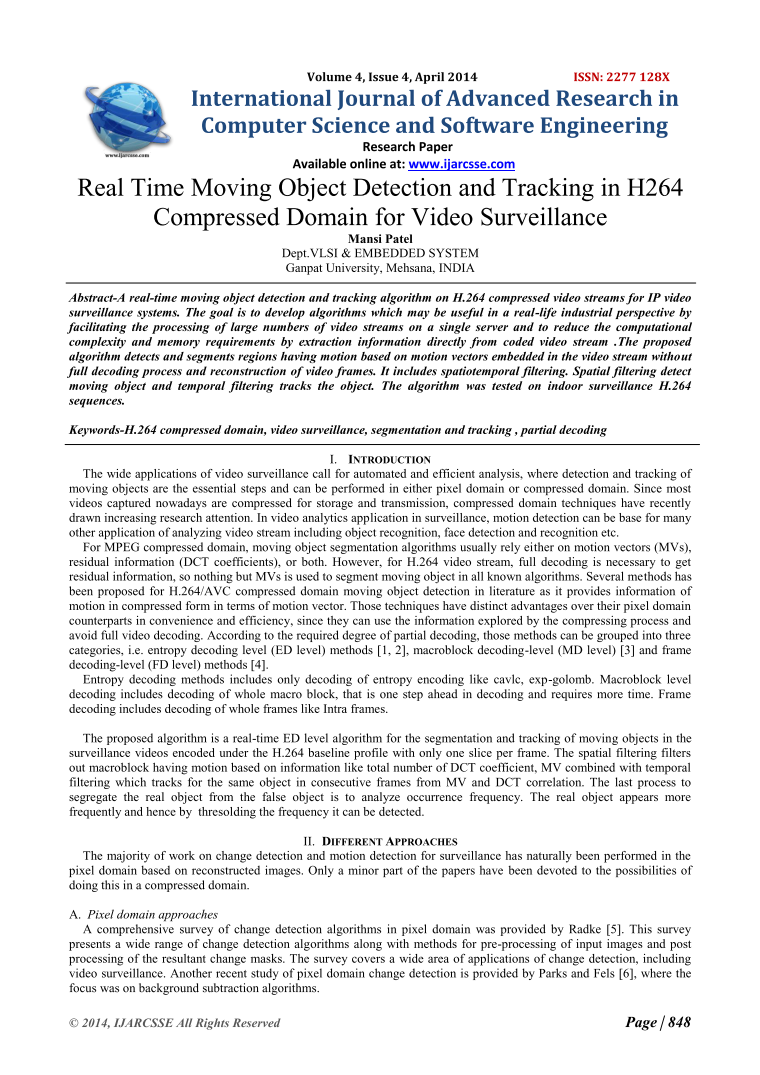 Volume 4, Issue 4, April 2014 ISSN: 2277 128X
International Journal of Advanced Research in
Computer Science and Software Engineering
Research Paper
Available online at: www.ijarcsse.com
www.ijarcsse.com
Real Time Moving Object Detection and Tracking in H264
Compressed Domain for Video Surveillance
Mansi Patel
Dept.VLSI & EMBEDDED SYSTEM
Ganpat University, Mehsana, INDIA
Abstract-A real-time moving object detection and tracking algorithm on H.264 compressed video streams for IP video
surveillance systems. The goal is to develop algorithms which may be useful in a real-life industrial perspective by
facilitating the processing of large numbers of video streams on a single server and to reduce the computational
complexity and memory requirements by extraction information directly from coded video stream .The proposed
algorithm detects and segments regions having motion based on motion vectors embedded in the video stream without
full decoding process and reconstruction of video frames. It includes spatiotemporal filtering. Spatial filtering detect
moving object and temporal filtering tracks the object. The algorithm was tested on indoor surveillance H.264
sequences.
Keywords-H.264 compressed domain, video surveillance, segmentation and tracking , partial decoding
I. INTRODUCTION
The wide applications of video surveillance call for automated and efficient analysis, where detection and tracking of
moving objects are the essential steps and can be performed in either pixel domain or compressed domain. Since most
videos captured nowadays are compressed for storage and transmission, compressed domain techniques have recently
drawn increasing research attention. In video analytics application in surveillance, motion detection can be base for many
other application of analyzing video stream including object recognition, face detection and recognition etc.
For MPEG compressed domain, moving object segmentation algorithms usually rely either on motion vectors (MVs),
residual information (DCT coefficients), or both. However, for H.264 video stream, full decoding is necessary to get
residual information, so nothing but MVs is used to segment moving object in all known algorithms. Several methods has
been proposed for H.264/AVC compressed domain moving object detection in literature as it provides information of
motion in compressed form in terms of motion vector. Those techniques have distinct advantages over their pixel domain
counterparts in convenience and efficiency, since they can use the information explored by the compressing process and
avoid full video decoding. According to the required degree of partial decoding, those methods can be grouped into three
categories, i.e. entropy decoding level (ED level) methods [1, 2], macroblock decoding-level (MD level) [3] and frame
decoding-level (FD level) methods [4].
Entropy decoding methods includes only decoding of entropy encoding like cavlc, exp-golomb. Macroblock level
decoding includes decoding of whole macro block, that is one step ahead in decoding and requires more time. Frame
decoding includes decoding of whole frames like Intra frames.
The proposed algorithm is a real-time ED level algorithm for the segmentation and tracking of moving objects in the
surveillance videos encoded under the H.264 baseline profile with only one slice per frame. The spatial filtering filters
out macroblock having motion based on information like total number of DCT coefficient, MV combined with temporal
filtering which tracks for the same object in consecutive frames from MV and DCT correlation. The last process to
segregate the real object from the false object is to analyze occurrence frequency. The real object appears more
frequently and hence by thresolding the frequency it can be detected.
II. DIFFERENT APPROACHES
The majority of work on change detection and motion detection for surveillance has naturally been performed in the
pixel domain based on reconstructed images. Only a minor part of the papers have been devoted to the possibilities of
doing this in a compressed domain.
A. Pixel domain approaches
A comprehensive survey of change detection algorithms in pixel domain was provided by Radke [5]. This survey
presents a wide range of change detection algorithms along with methods for pre-processing of input images and post
processing of the resultant change masks. The survey covers a wide area of applications of change detection, including
video surveillance. Another recent study of pixel domain change detection is provided by Parks and Fels [6], where the
focus was on background subtraction algorithms.
© 2014, IJARCSSE All Rights Reserved Page | 848